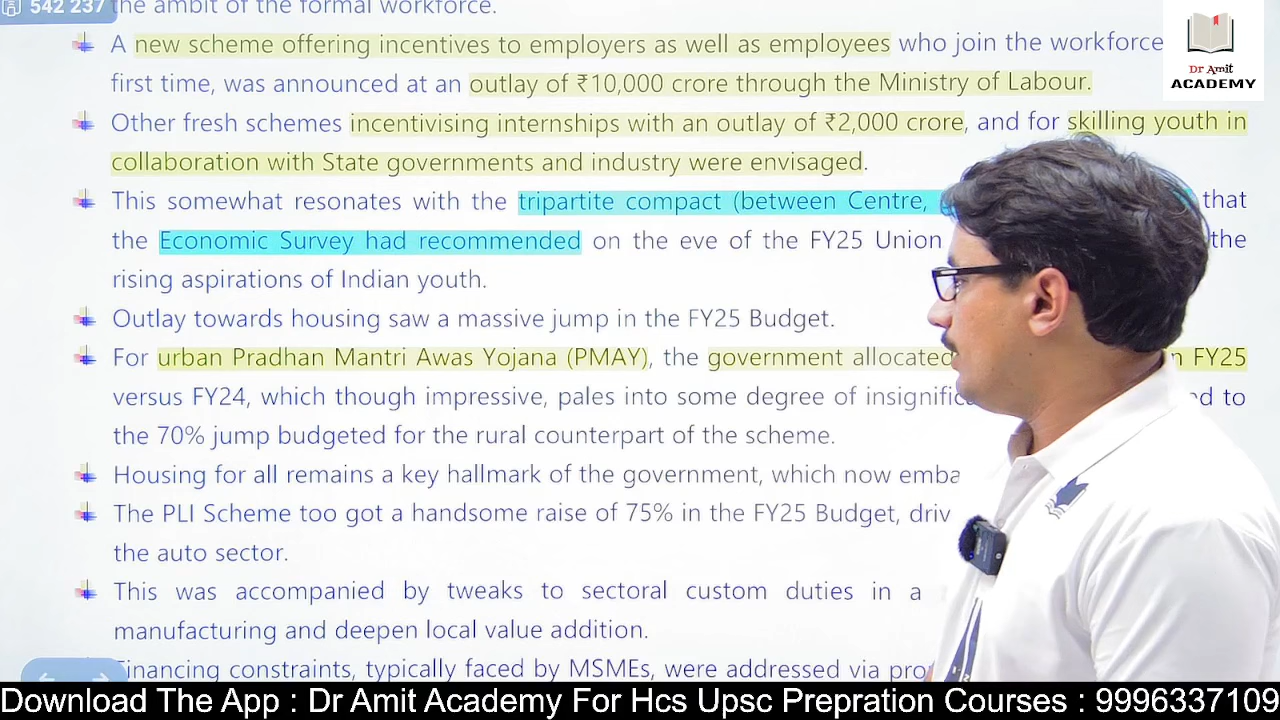 542 237
the ambit of the formal workforce.
A new scheme offering incentives to employers as well as employees who join the workforce
first time, was announced at an outlay of ₹10,000 crore through the Ministry of Labour.
Other fresh schemes incentivising internships with an outlay of ₹2,000 crore, and for skilling youth in
collaboration with State governments and industry were envisaged.
This somewhat resonates with the tripartite compact (between Centre, that
the Economic Survey had recommended on the eve of the FY25 Union the
rising aspirations of Indian youth.
Outlay towards housing saw a massive jump in the FY25 Budget.
For urban Pradhan Mantri Awas Yojana (PMAY), the government allocated FY25
versus FY24, which though impressive, pales into some degree of to
the 70% jump budgeted for the rural counterpart of the scheme.
Housing for all remains a key hallmark of the government, which now
The PLI Scheme too got a handsome raise of 75% in the FY25 Budget,
the auto sector.
This was accompanied by tweaks to sectoral custom duties in a
manufacturing and deepen local value addition.
Financing constraints, typically faced by MSMEs, were addressed via
Dr Amit
ACADEMY
Download The App : Dr Amit Academy For Hcs Upsc Prepration Courses : 9996337109